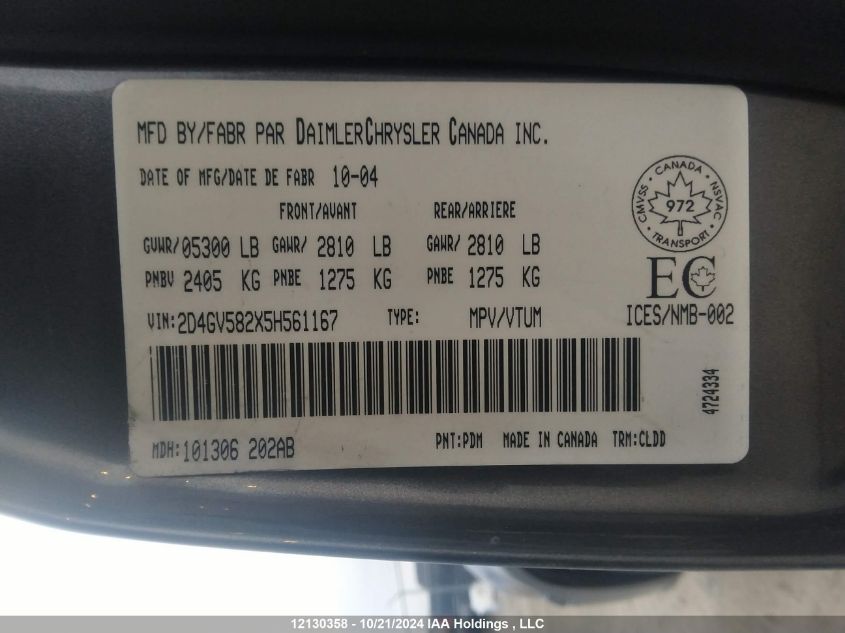 MFD BY/FABR PAR DAIMLERCHRYSLER CANADA INC.
DATE OF MFG/DATE DE FABR 10-04
FRONT/AVANT REAR/ARRIERE
GVWR/05300 LB GAWR/ 2810 LB GAWR/ 2810 LB
PNBV 2405 KG PNBE 1275 KG PNBE 1275 KG
VIN:2D4GV582X5H561167 TYPE: MPV/VTUM
CANADA • NSVAC • TRANSPORT • CMVSS •
972
EC
ICES/NMB-002
4724334
MDH:101306 202AB PNT:PDM MADE IN CANADA TRM:CLDD
12130358 - 10/21/2024 IAA Holdings , LLC